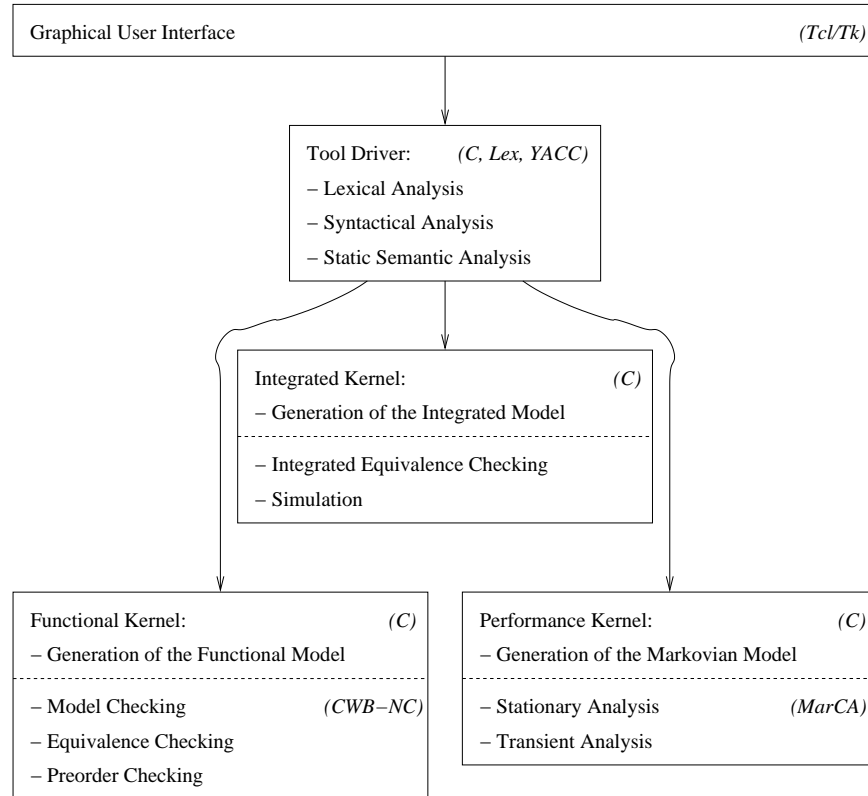 Graphical User Interface (Tcl/Tk)
Tool Driver: (C, Lex, YACC)
– Lexical Analysis
– Syntactical Analysis
– Static Semantic Analysis
Integrated Kernel: (C)
– Generation of the Integrated Model
– Integrated Equivalence Checking
– Simulation
Functional Kernel: (C)
– Generation of the Functional Model
– Model Checking (CWB–NC)
– Equivalence Checking
– Preorder Checking
Performance Kernel: (C)
– Generation of the Markovian Model
– Stationary Analysis (MarCA)
– Transient Analysis